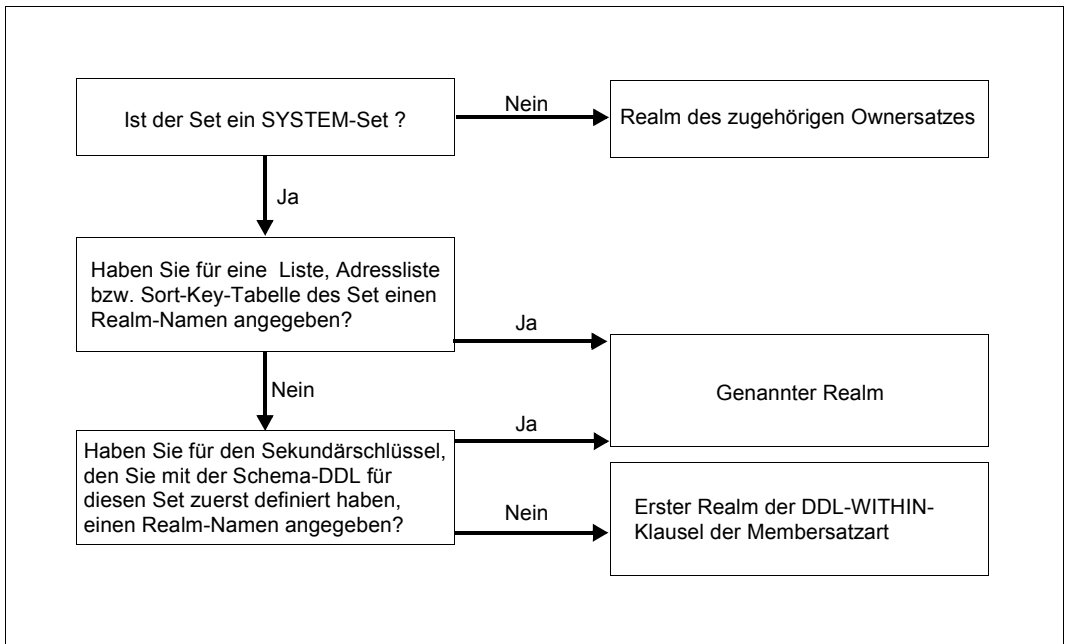 Ist der Set ein SYSTEM-Set ?
Nein
Realm des zugehörigen Ownersatzes
Ja
Haben Sie für eine Liste, Adressliste
bzw. Sort-Key-Tabelle des Set einen
Realm-Namen angegeben?
Ja
Genannter Realm
Nein
Haben Sie für den Sekundärschlüssel,
den Sie mit der Schema-DDL für
diesen Set zuerst definiert haben,
einen Realm-Namen angegeben?
Ja
Nein
Erster Realm der DDL-WITHIN-
Klausel der Membersatzart